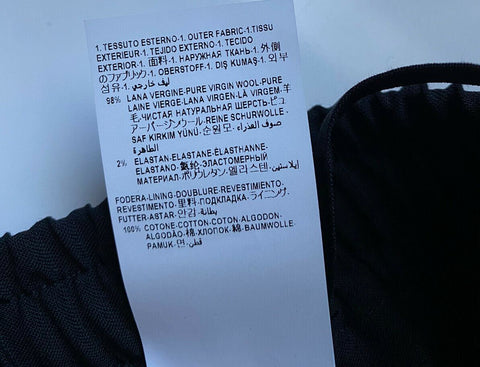 1. TESSUTO ESTERNO-1. OUTER FABRIC-1.TISSU
EXTERIEUR-1. TEJIDO EXTERNO-1. TECIDO
EXTERIOR-1. 面料-1. НАРУЖНАЯ ТКАНЬ-1. 外側
のファブリック-1. OBERSTOFF-1. DIŞ KUMAŞ-1. 외부
섬유-1. ليف خارجي
98% LANA VERGINE-PURE VIRGIN WOOL-PURE
LAINE VIERGE-LANA VIRGEN-LÃ VIRGEM-羊
毛-ЧИСТАЯ НАТУРАЛЬНАЯ ШЕРСТЬ-ピュ
アーバージンウール-REINE SCHURWOLLE-
SAF KIRKIM YÜNÜ-순원모-صوف العذراء
الطاهرة
2% ELASTAN-ELASTANE-ÉLASTHANNE-
ELASTANO-氨纶-ЭЛАСТОМЕРНЫЙ
МАТЕРИАЛ-ポリウレタン-엘리스텐-إيلاستين
FODERA-LINING-DOUBLURE-REVESTIMIENTO-
REVESTIMENTO-里料-ПОДКЛАДКА-ライニング-
FUTTER-ASTAR-안감-بطانة
100% COTONE-COTTON-COTON-ALGODON-
ALGODÃO-棉-ХЛОПОК-綿-BAUMWOLLE-
PAMUK-면-قطن